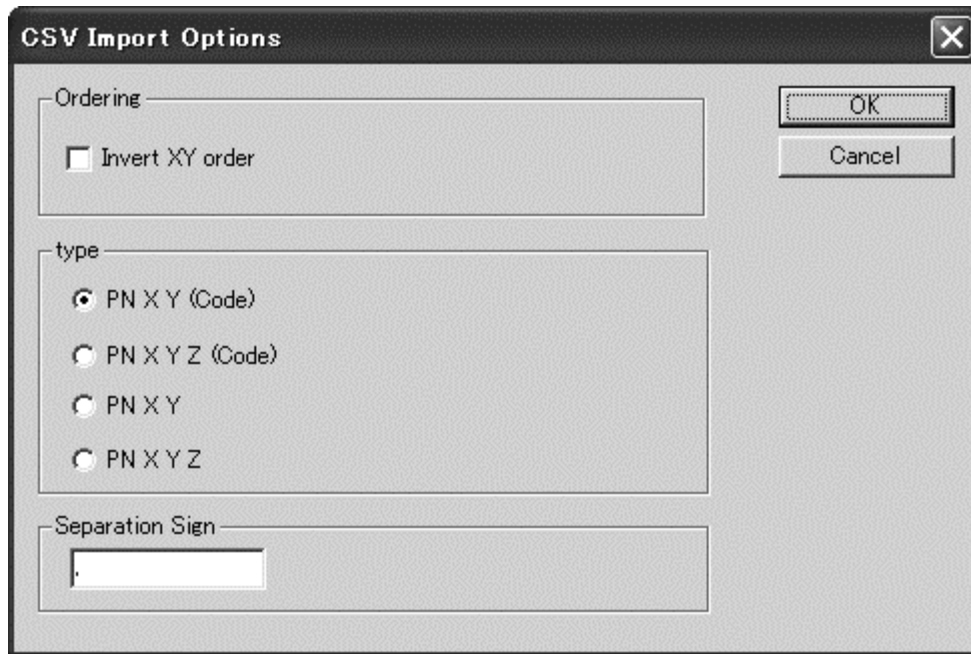 CSV Import Options
Ordering
Invert XY order
OK
Cancel
type
PN X Y (Code)
PN X Y Z (Code)
PN X Y
PN X Y Z
Separation Sign
.